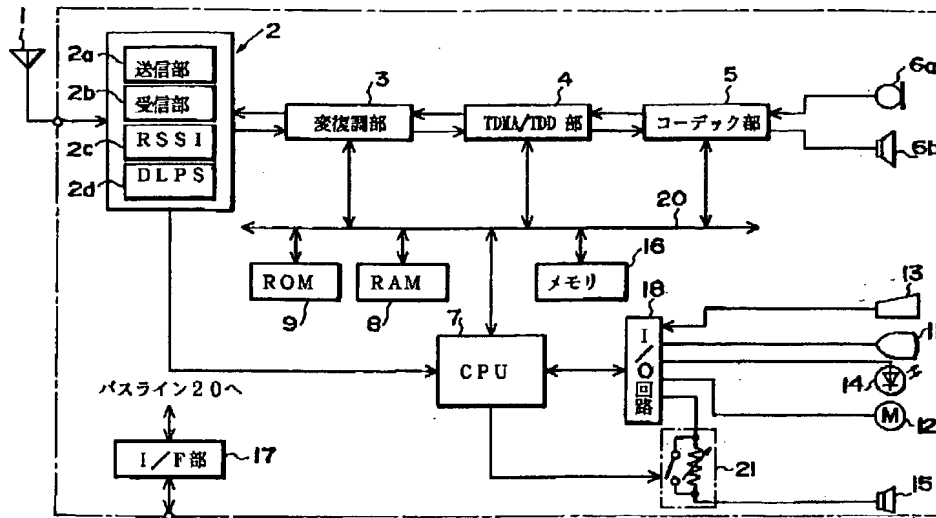 1
2
2a 送信部
2b 受信部
2c RSSI
2d DLPS
3
変復調部
4
TDMA/TDD 部
5
コーデック部
6a
6b
20
ROM
9
RAM
8
メモリ
16
7
CPU
18
I/O回路
13
14
M
12
15
21
バスライン20へ
I/F部
17